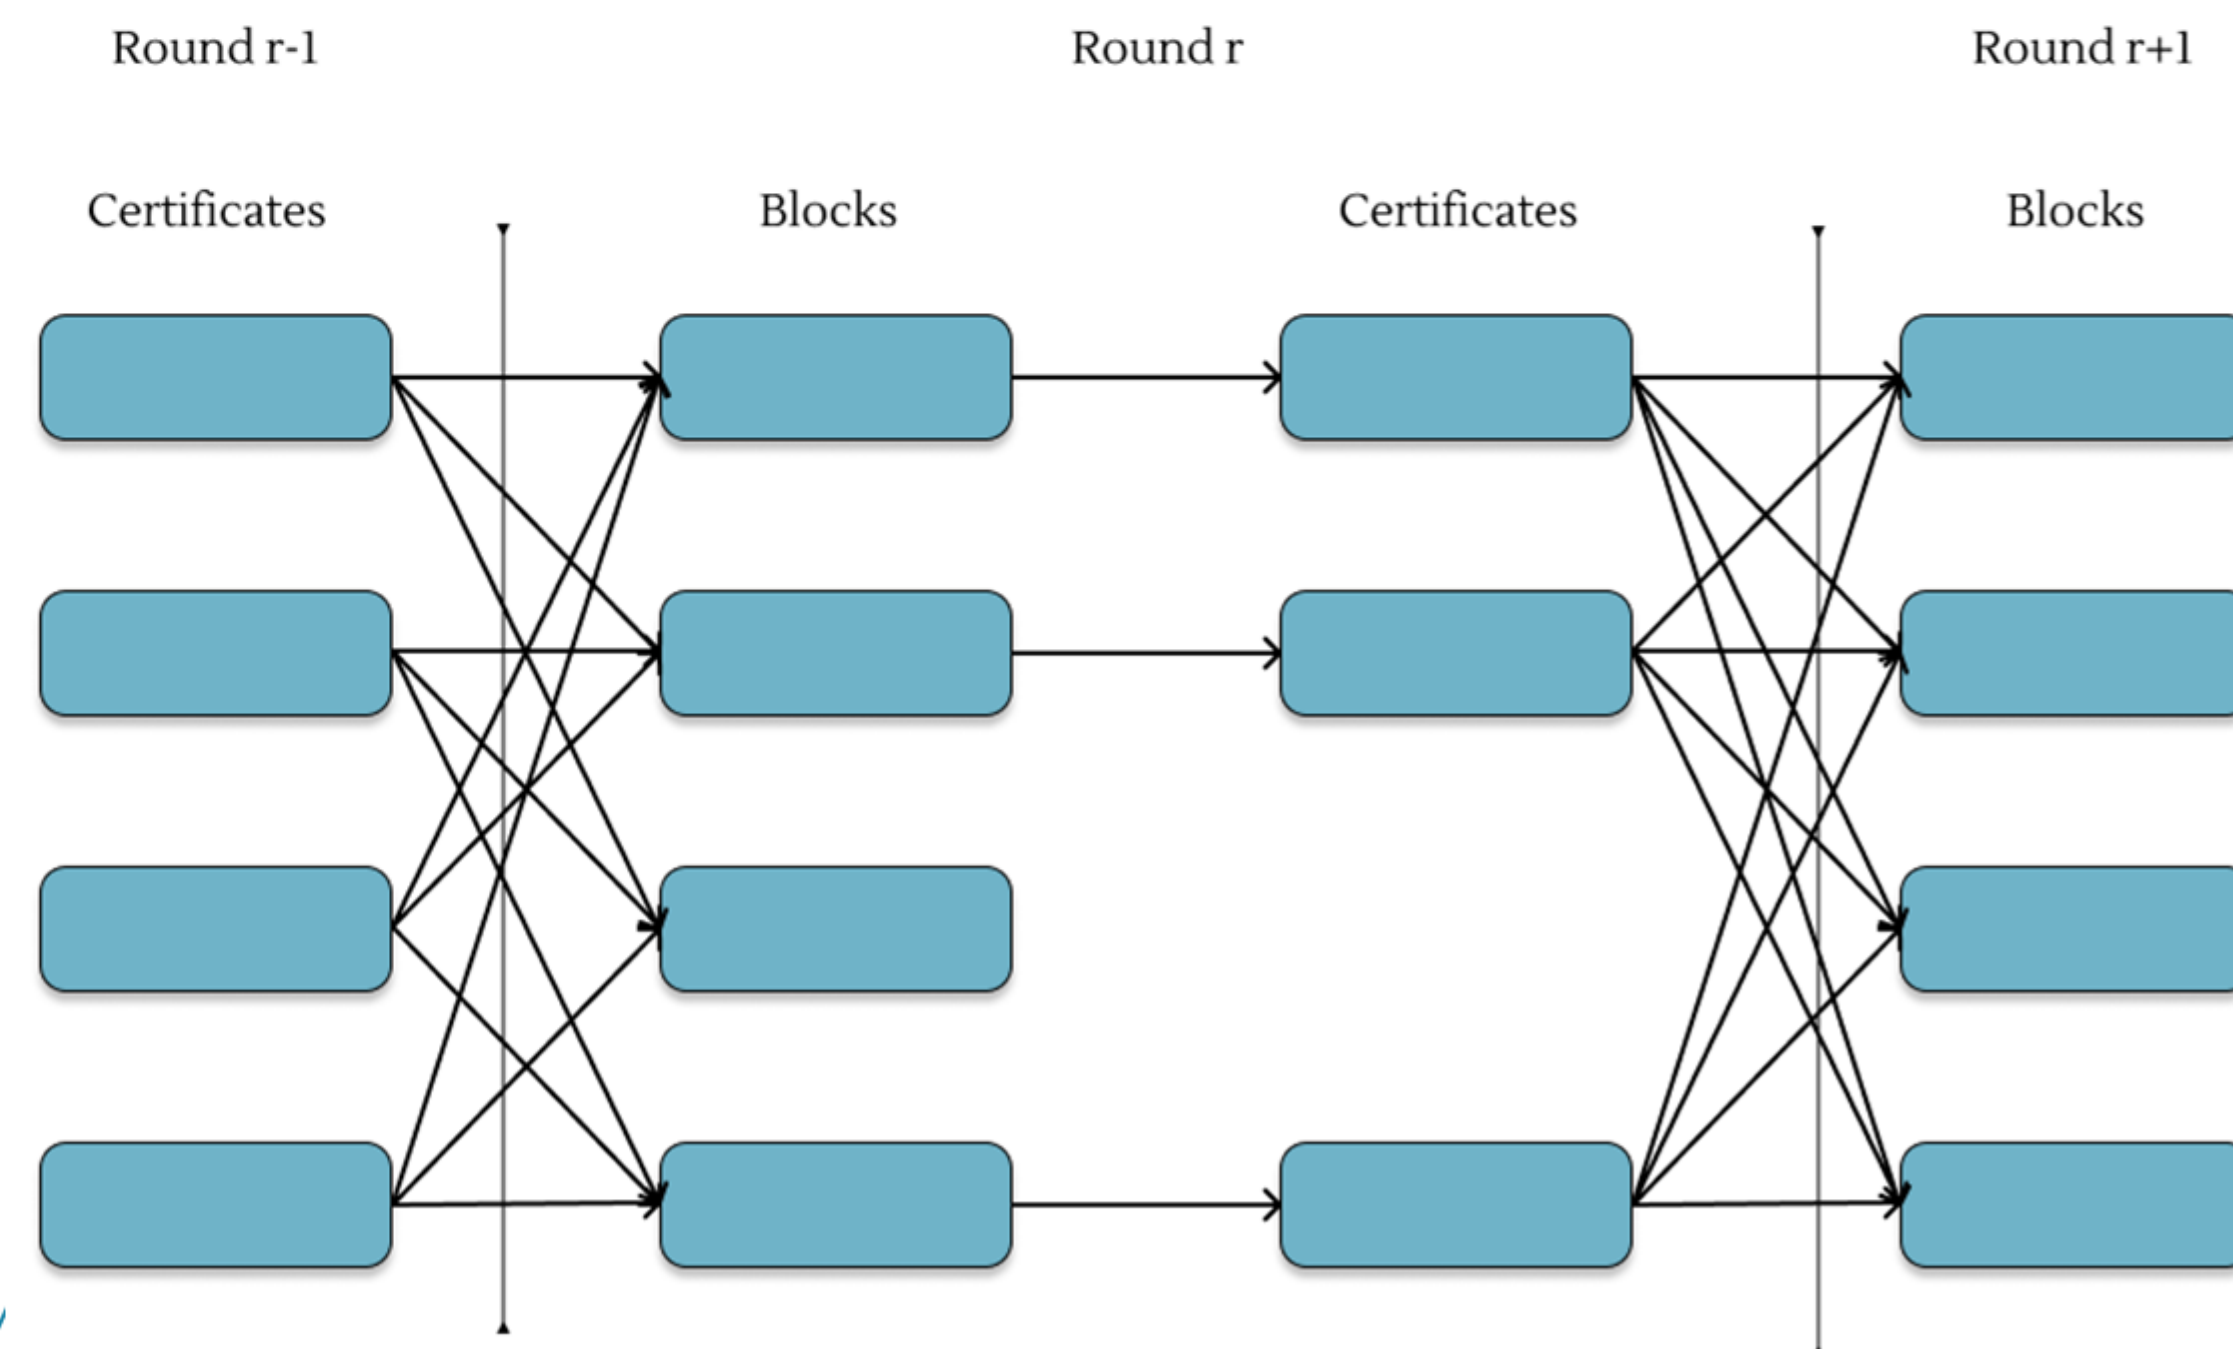 Round r-1
Round r
Round r+1
Certificates
Blocks
Certificates
Blocks